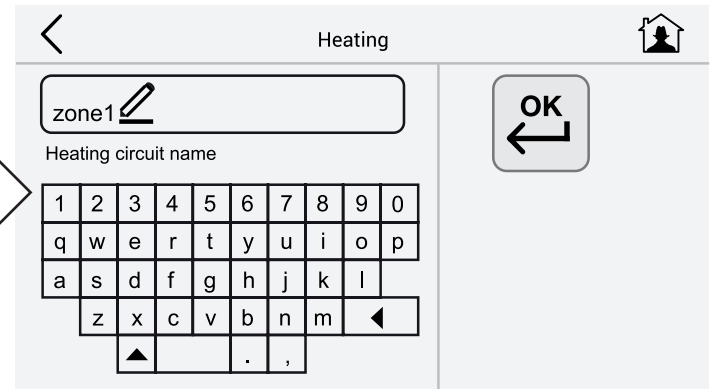 Heating
zone1
OK
Heating circuit name
1 2 3 4 5 6 7 8 9 0
q w e r t y u i o p
a s d f g h j k l
z x c v b n m
. ,